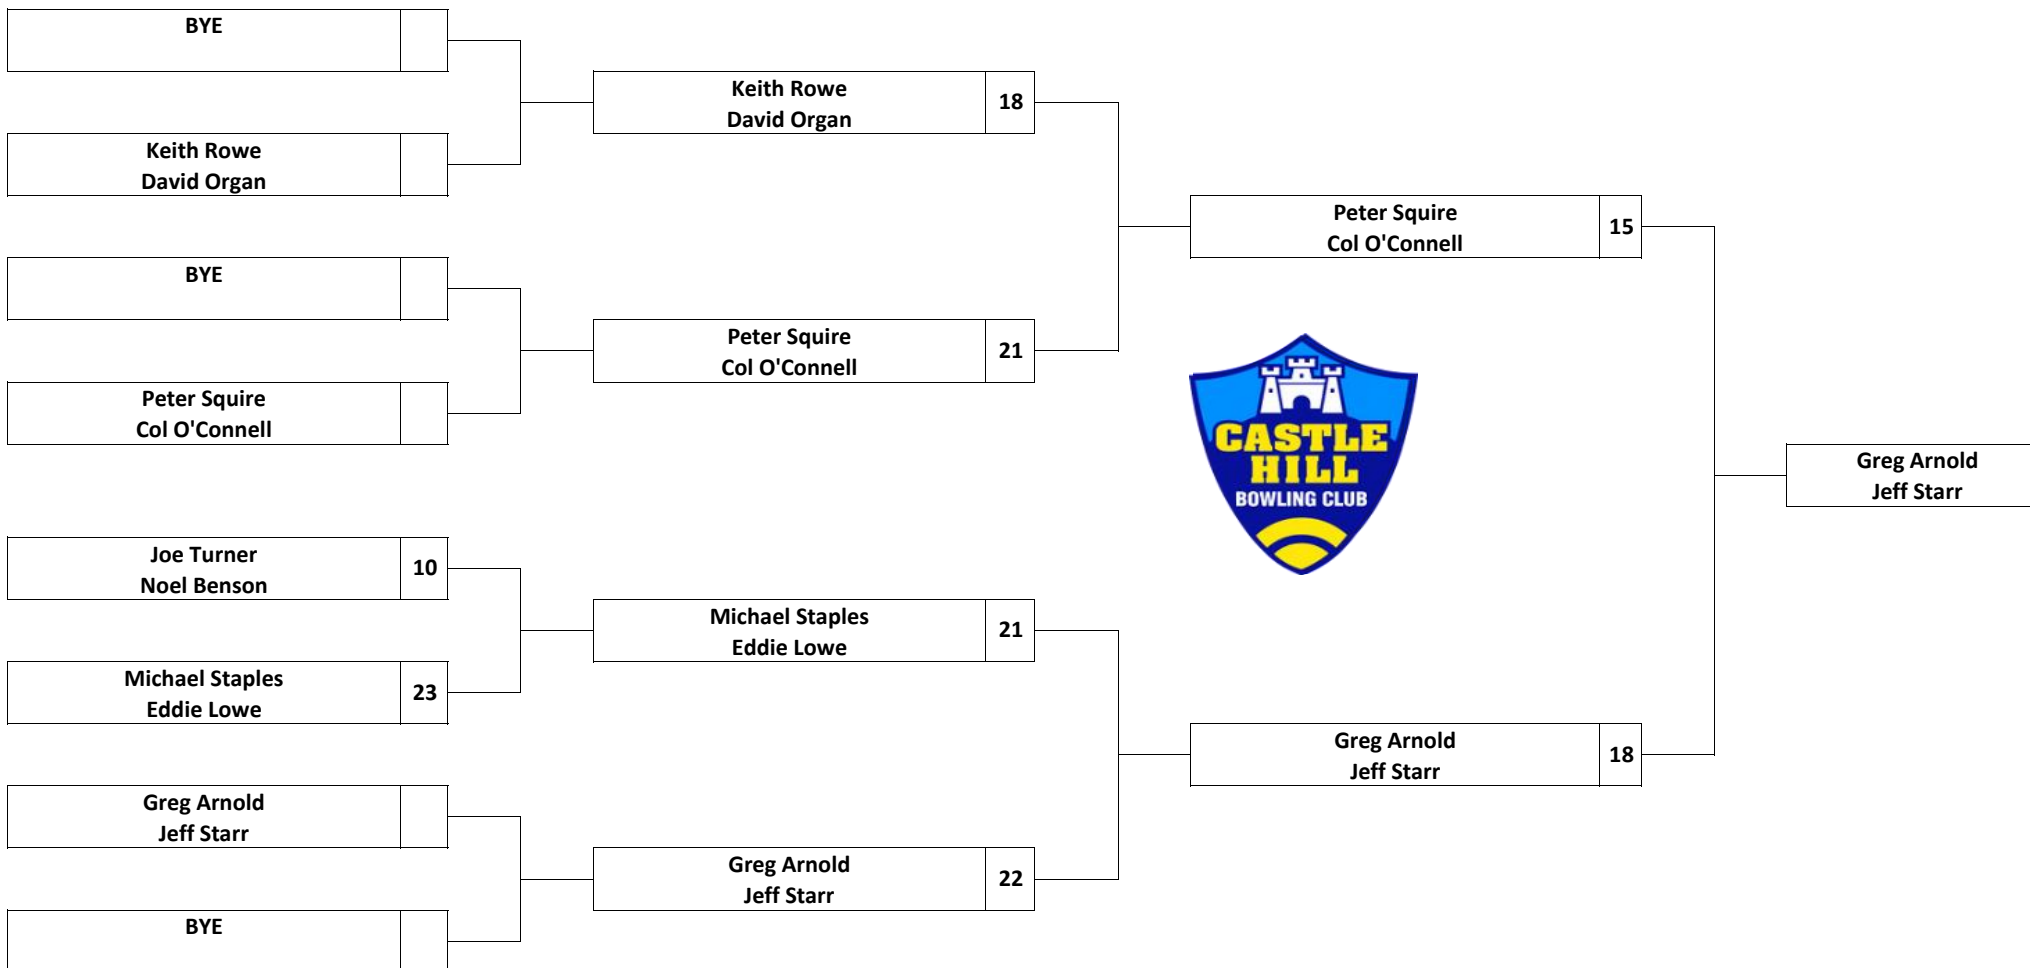 BYE
Keith Rowe
David Organ
BYE
Peter Squire
Col O'Connell
Joe Turner
Noel Benson
10
Michael Staples
Eddie Lowe
23
Greg Arnold
Jeff Starr
BYE
Keith Rowe
David Organ
18
Peter Squire
Col O'Connell
21
Michael Staples
Eddie Lowe
21
Greg Arnold
Jeff Starr
22
Peter Squire
Col O'Connell
15
CASTLE
HILL
BOWLING CLUB
Greg Arnold
Jeff Starr
18
Greg Arnold
Jeff Starr